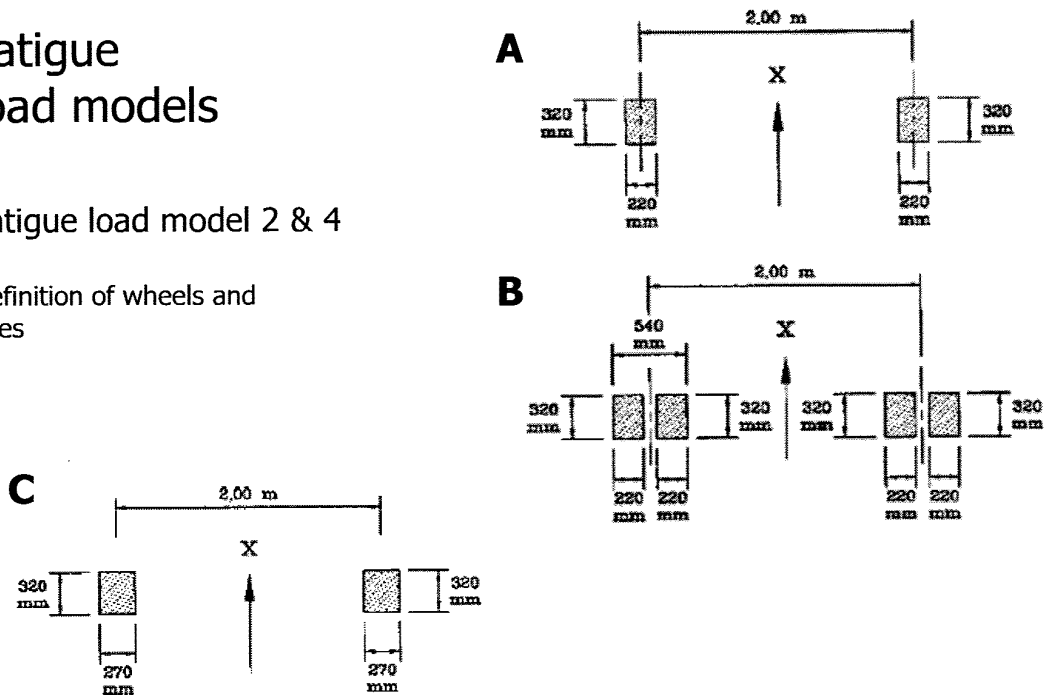 atigue
oad models
atigue load model 2 & 4
efinition of wheels and
es
A
2,00 m
X
320
mm
320
mm
220
mm
220
mm
B
2,00 m
540
mm
X
320
mm
320
mm
320
mm
320
mm
220
mm
220
mm
220
mm
220
mm
C
2,00 m
X
320
mm
320
mm
270
mm
270
mm